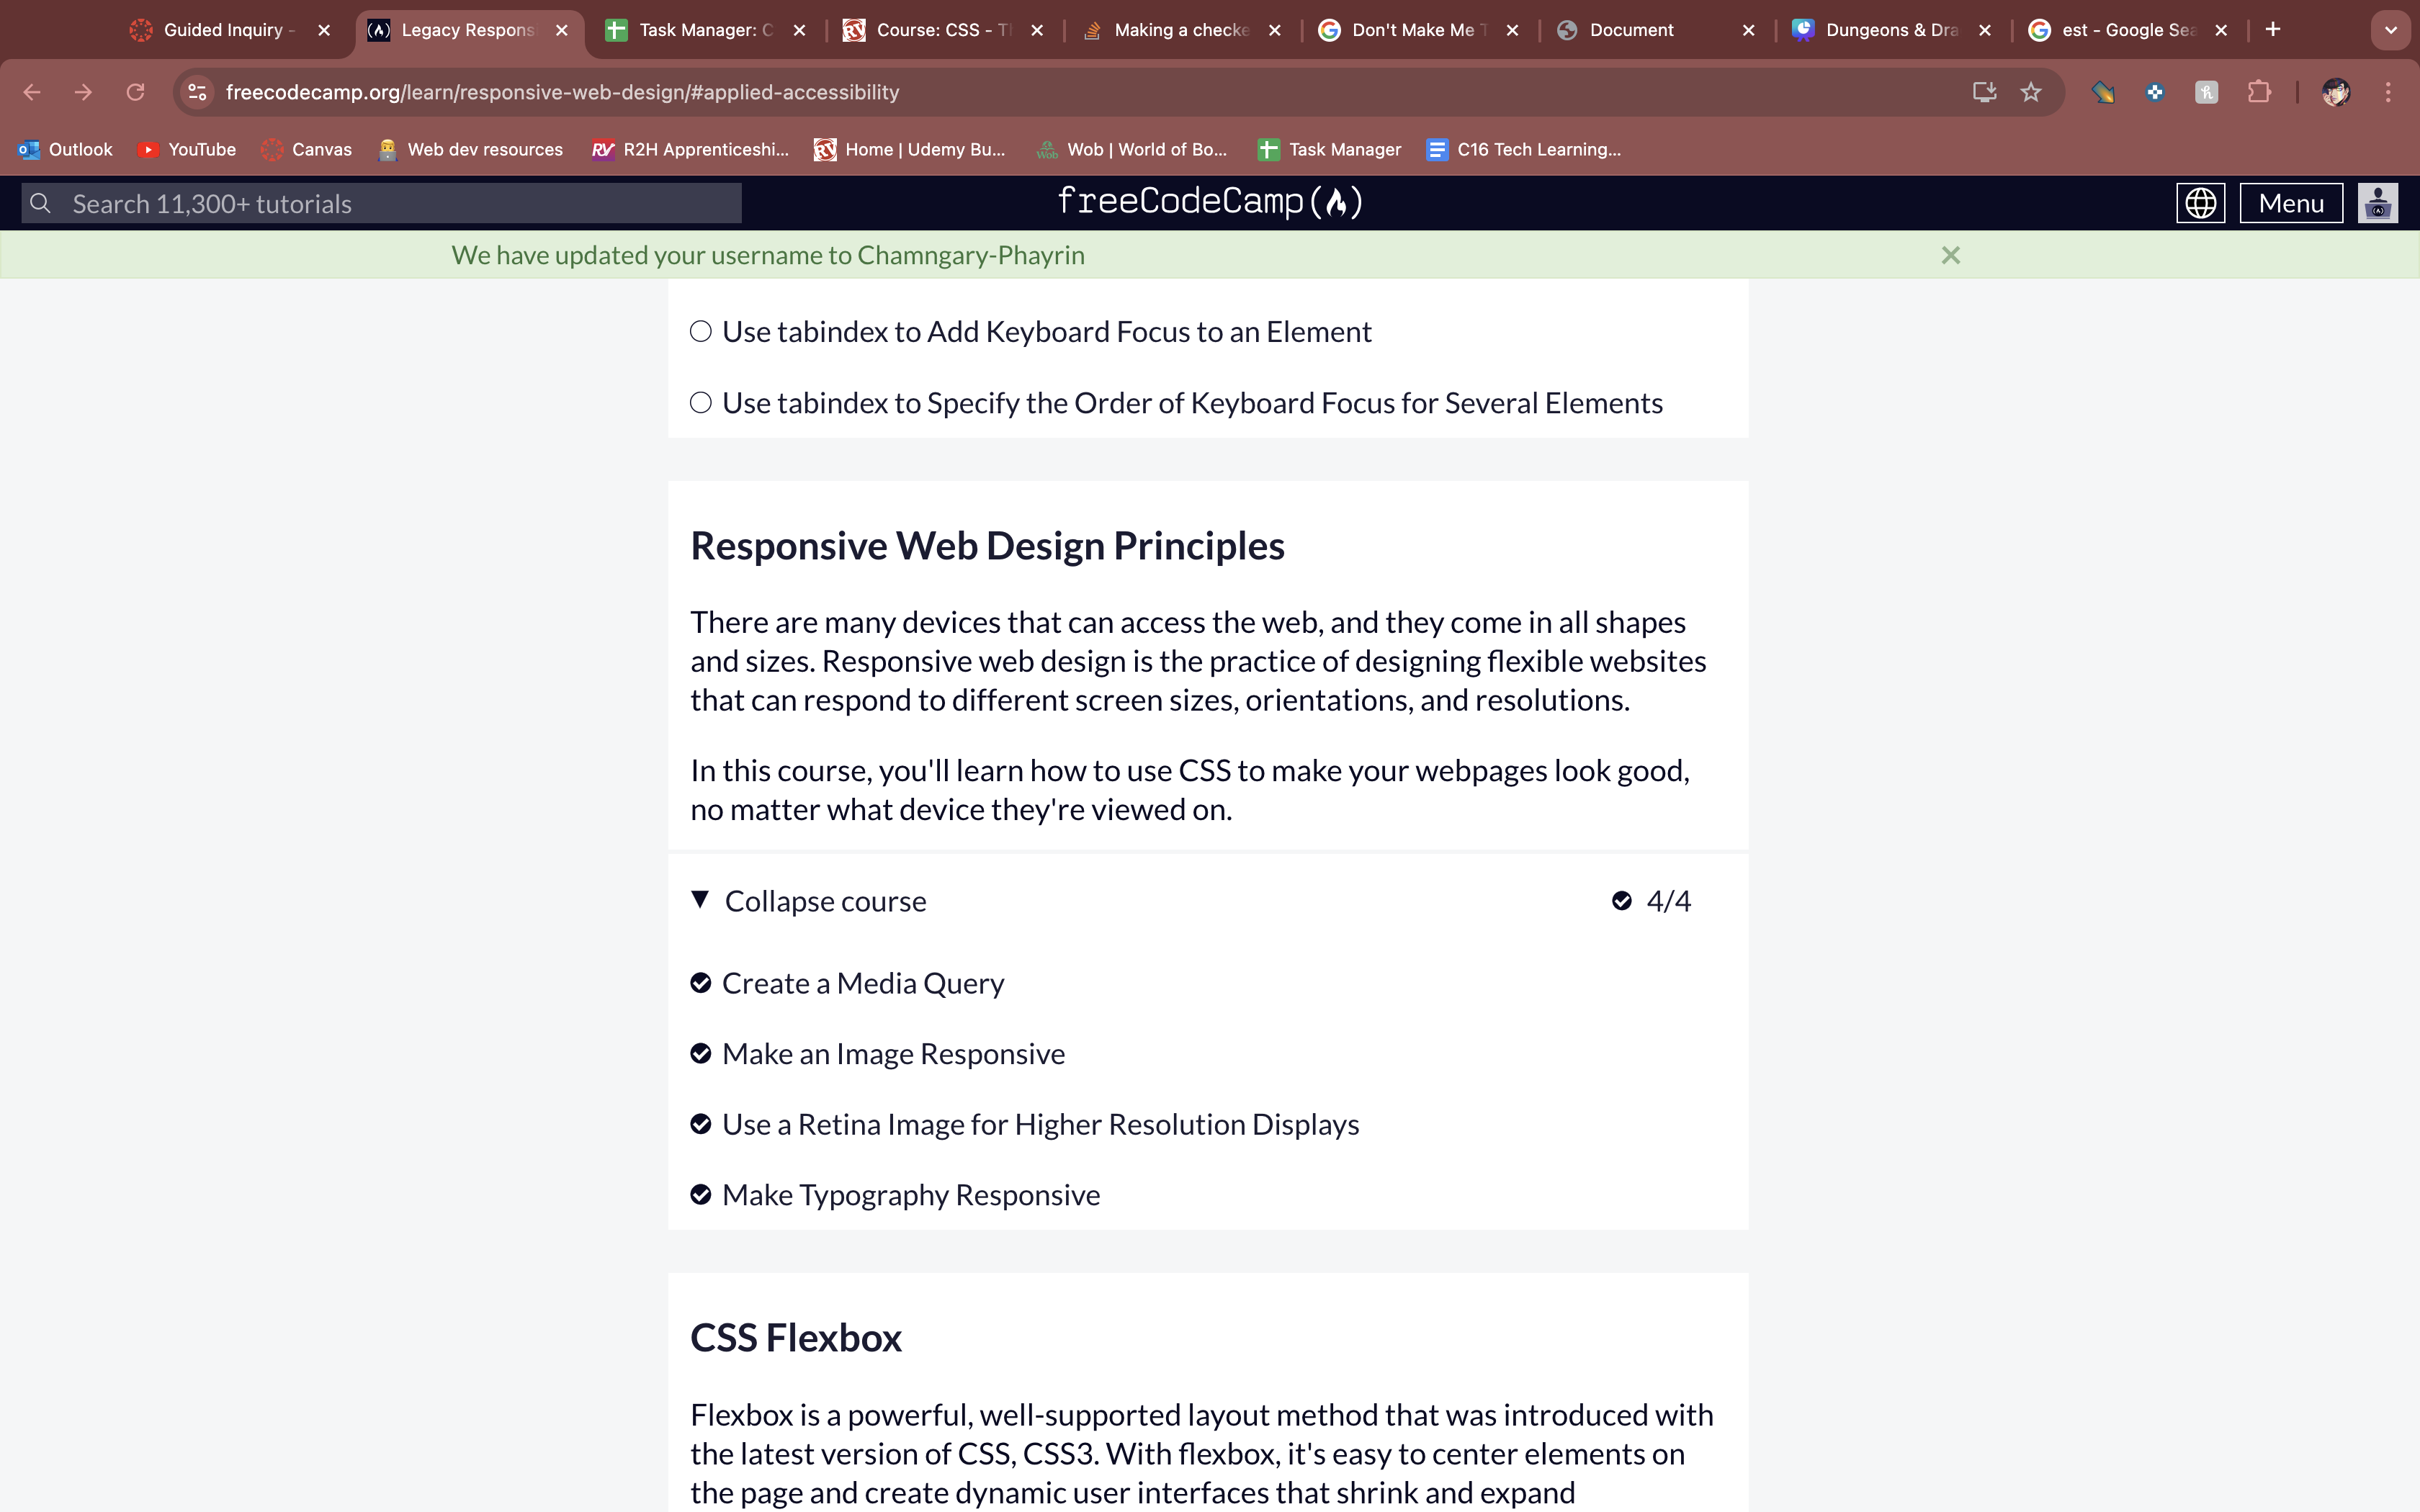 Guided Inquiry -
Legacy Respons
Task Manager: C
Course: CSS - Th
Making a checke
Don't Make Me T
Document
Dungeons & Dra
est - Google Sea
freecodecamp.org/learn/responsive-web-design/#applied-accessibility
Outlook
YouTube
Canvas
Web dev resources
RV R2H Apprenticeshi...
Home | Udemy Bu...
Wob | World of Bo...
Task Manager
C16 Tech Learning...
Search 11,300+ tutorials
freeCodeCamp
Menu
We have updated your username to Chamngary-Phayrin
Use tabindex to Add Keyboard Focus to an Element
Use tabindex to Specify the Order of Keyboard Focus for Several Elements
Responsive Web Design Principles
There are many devices that can access the web, and they come in all shapes
and sizes. Responsive web design is the practice of designing flexible websites
that can respond to different screen sizes, orientations, and resolutions.
In this course, you'll learn how to use CSS to make your webpages look good,
no matter what device they're viewed on.
Collapse course
4/4
Create a Media Query
Make an Image Responsive
Use a Retina Image for Higher Resolution Displays
Make Typography Responsive
CSS Flexbox
Flexbox is a powerful, well-supported layout method that was introduced with
the latest version of CSS, CSS3. With flexbox, it's easy to center elements on
the page and create dynamic user interfaces that shrink and expand